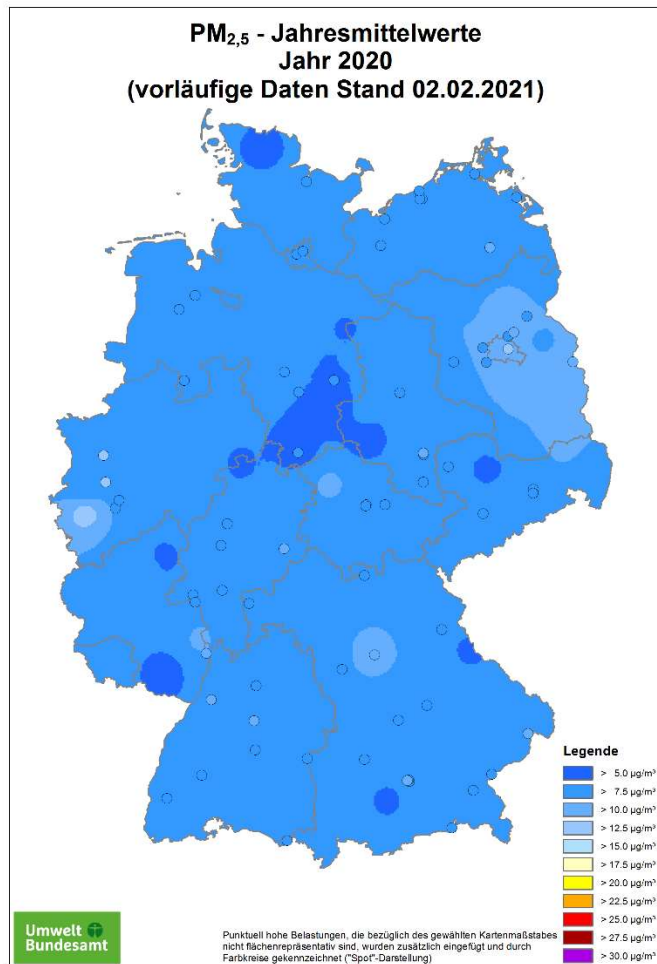 PM2,5 - Jahresmittelwerte
Jahr 2020
(vorläufige Daten Stand 02.02.2021)
Legende
> 5.0 µg/m³
> 7.5 µg/m³
> 10.0 µg/m³
> 12.5 µg/m³
> 15.0 µg/m³
> 17.5 µg/m³
> 20.0 µg/m³
> 22.5 µg/m³
> 25.0 µg/m³
> 27.5 µg/m³
> 30.0 µg/m³
Umwelt
Bundesamt
Punktuell hohe Belastungen, die bezüglich des gewählten Kartenmaßstabes
nicht flächenrepräsentativ sind, wurden zusätzlich eingefügt und durch
Farbkreise gekennzeichnet ("Spot"-Darstellung)